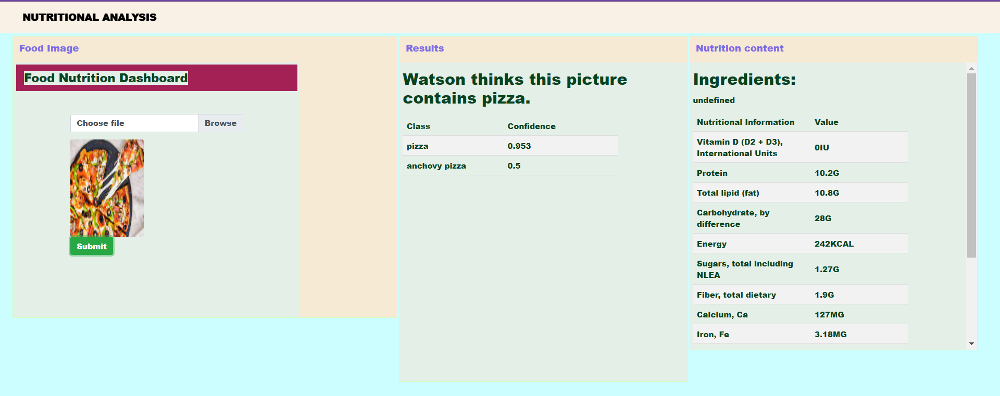 NUTRITIONAL ANALYSIS
Food Image
Food Nutrition Dashboard
Choose file Browse
Submit
Results
Watson thinks this picture
contains pizza.
Class Confidence
pizza 0.953
anchovy pizza 0.5
Nutrition content
Ingredients:
undefined
Nutritional Information Value
Vitamin D (D2 + D3),
International Units 0IU
Protein 10.2G
Total lipid (fat) 10.8G
Carbohydrate, by
difference 28G
Energy 242KCAL
Sugars, total including
NLEA 1.27G
Fiber, total dietary 1.9G
Calcium, Ca 127MG
Iron, Fe 3.18MG